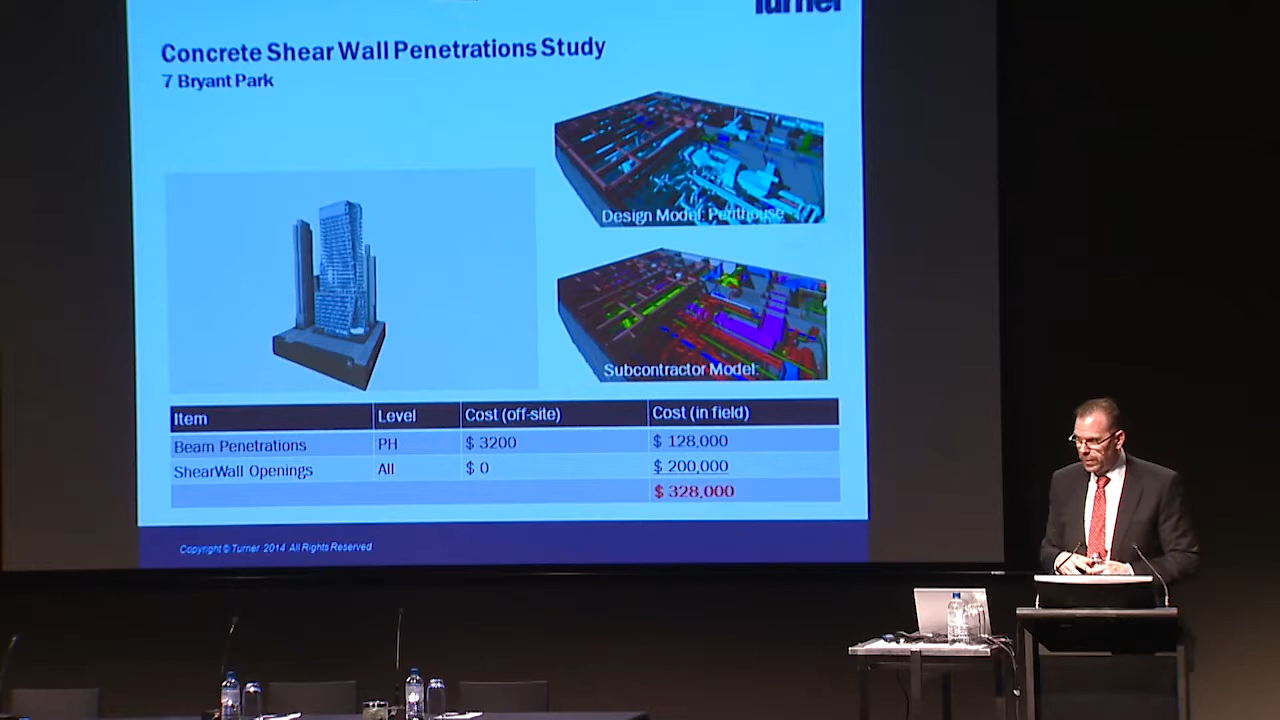 Turner
Concrete Shear Wall Penetrations Study
7 Bryant Park
Design Model: Penthouse
Subcontractor Model:
Item Level Cost (off-site) Cost (in field)
Beam Penetrations PH $ 3200 $ 128,000
ShearWall Openings All $ 0 $ 200,000
$ 328,000
Copyright © Turner 2014 All Rights Reserved